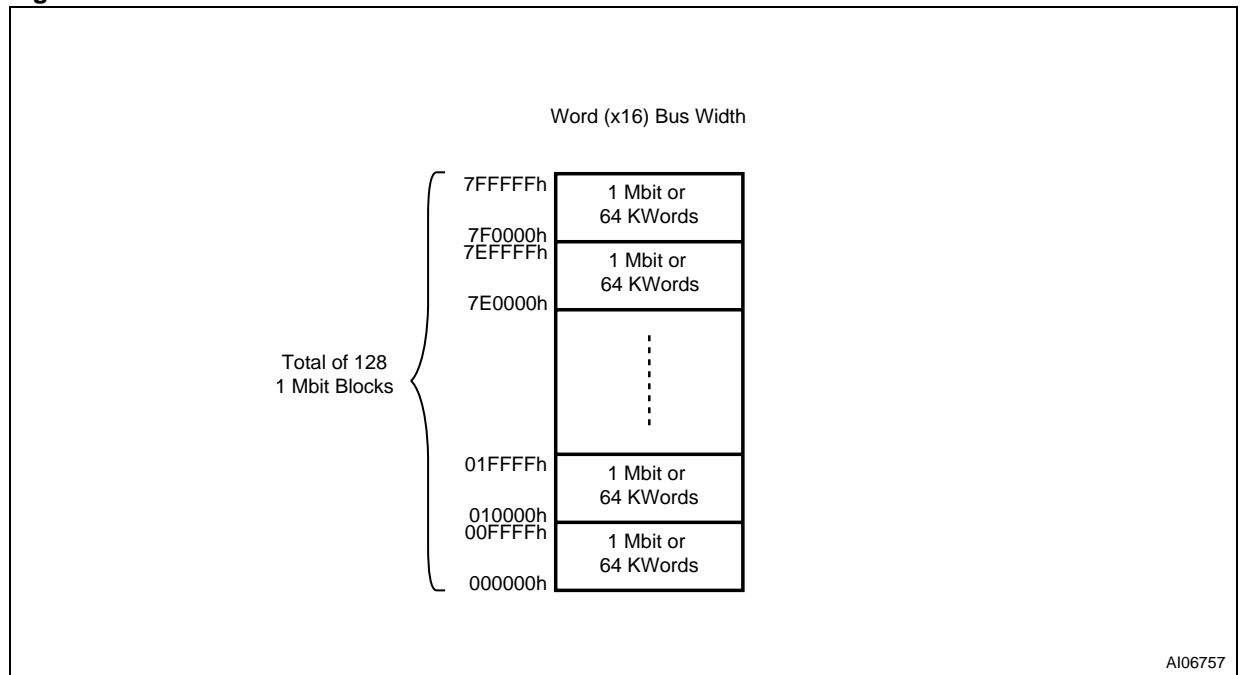 Word (x16) Bus Width
7FFFFFh
1 Mbit or
64 KWords
7F0000h
7EFFFFh
1 Mbit or
64 KWords
7E0000h
Total of 128
1 Mbit Blocks
01FFFFh
1 Mbit or
64 KWords
010000h
00FFFFh
1 Mbit or
64 KWords
000000h
AI06757